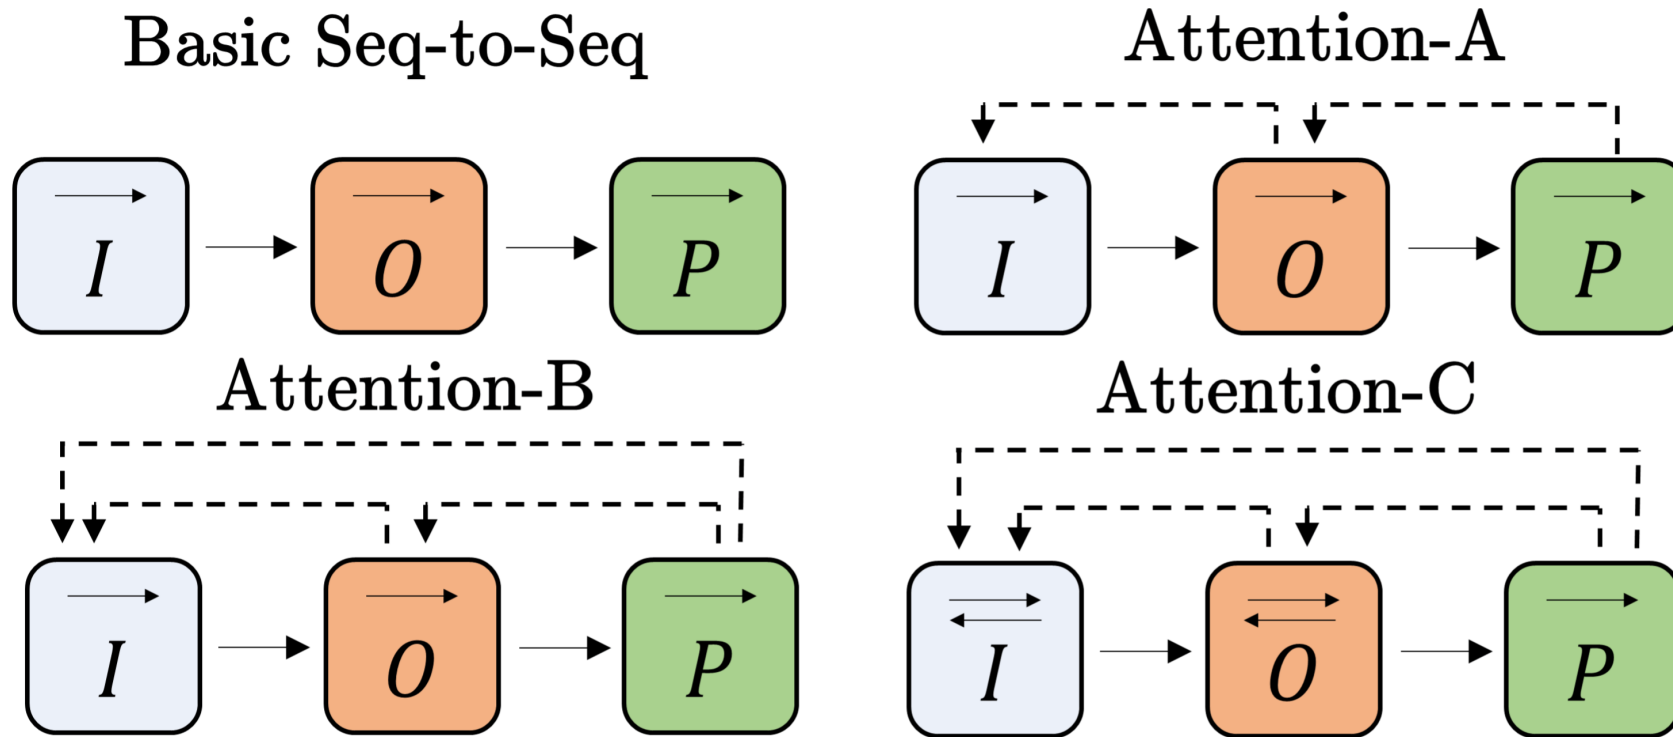 Basic Seq-to-Seq
I O P
Attention-A
I O P
Attention-B
I O P
Attention-C
I O P